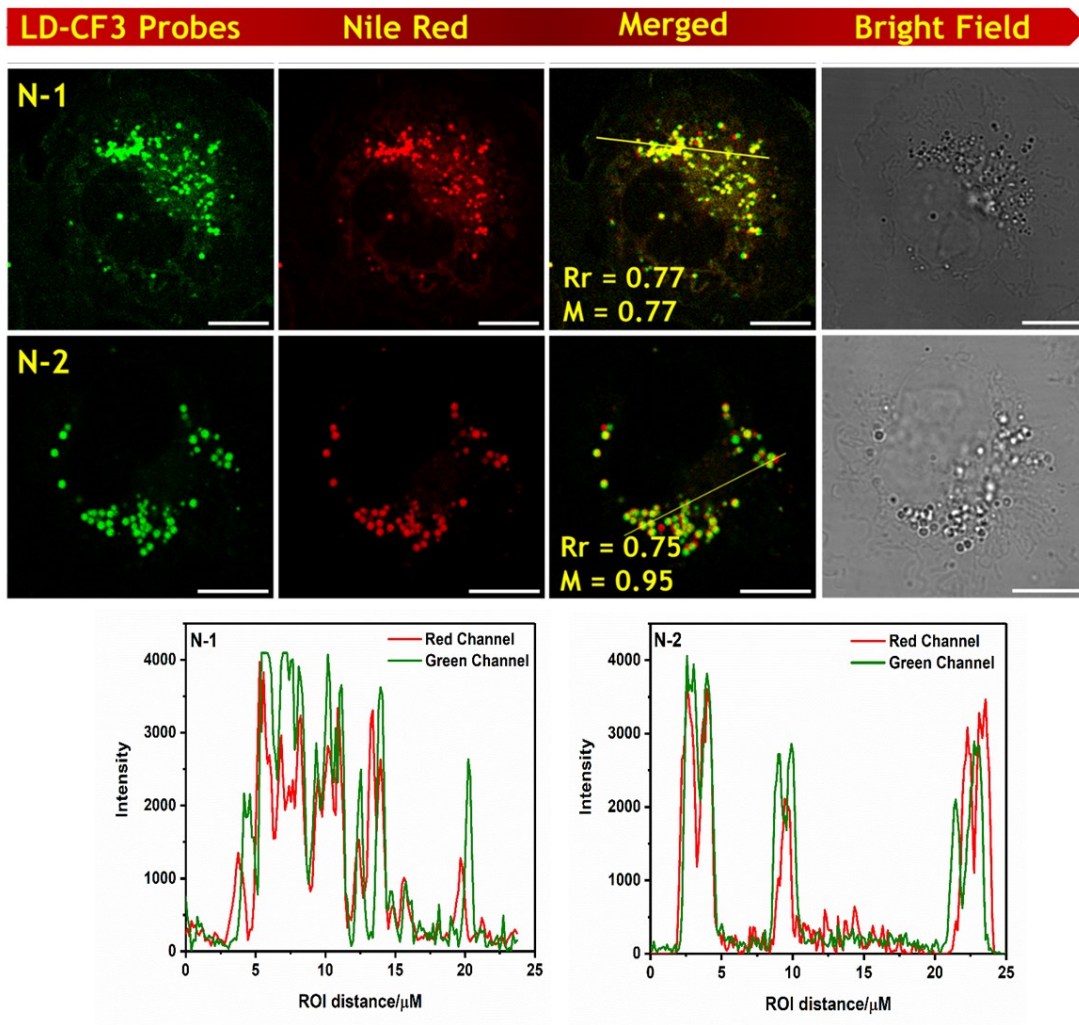 LD-CF3 Probes Nile Red Merged Bright Field
N-1
Rr = 0.77
M = 0.77
N-2
Rr = 0.75
M = 0.95
N-1
Red Channel
Green Channel
4000
3000
2000
1000
0
Intensity
0 5 10 15 20 25
ROI distance/μM
N-2
Red Channel
Green Channel
4000
3000
2000
1000
0
Intensity
0 5 10 15 20 25
ROI distance/μM